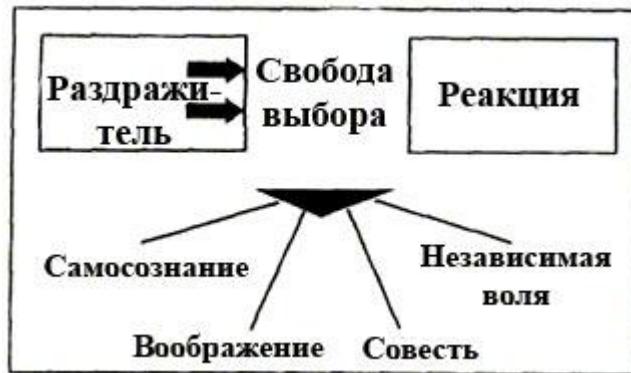 Раздражи-
тель
Свобода
выбора
Реакция
Самосознание
Воображение
Совесть
Независимая
воля